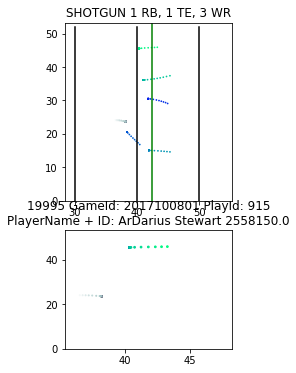 SHOTGUN 1 RB, 1 TE, 3 WR
50
40
30
20
10
0
30 40 50
19995 GameId: 2017100801 PlayId: 915
PlayerName + ID: ArDarius Stewart 2558150.0
40
20
0
40 45